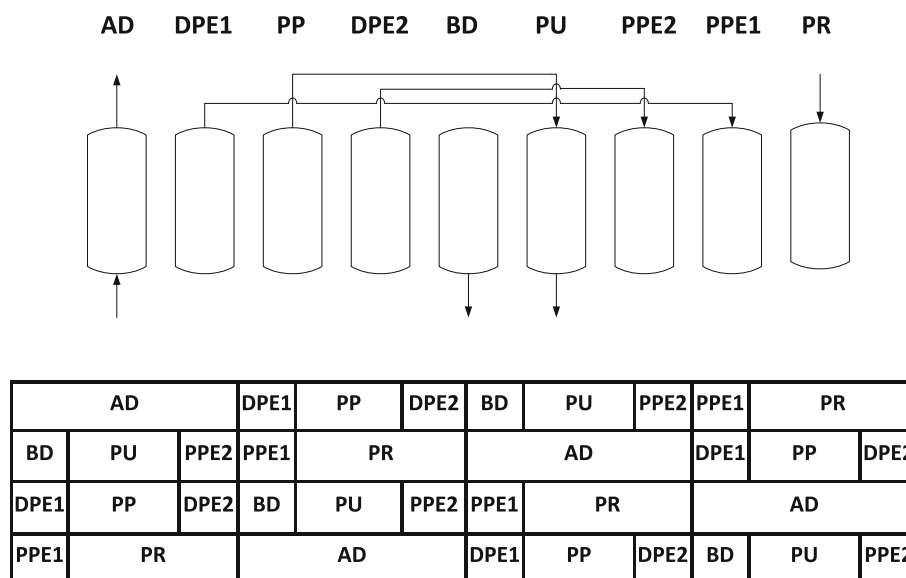 AD DPE1 PP DPE2 BD PU PPE2 PPE1 PR
AD DPE1 PP DPE2 BD PU PPE2 PPE1 PR
BD PU PPE2 PPE1 PR AD DPE1 PP DPE2
DPE1 PP DPE2 BD PU PPE2 PPE1 PR AD
PPE1 PR AD DPE1 PP DPE2 BD PU PPE2